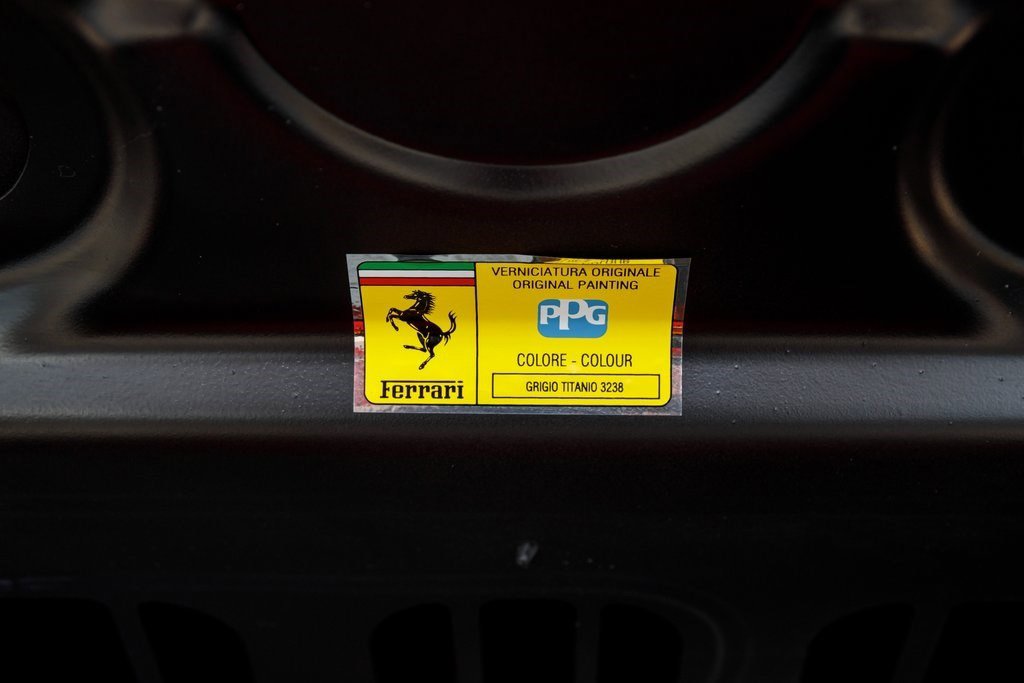 VERNICIATURA ORIGINALE
ORIGINAL PAINTING
PPG
COLORE - COLOUR
GRIGIO TITANIO 3238
Ferrari